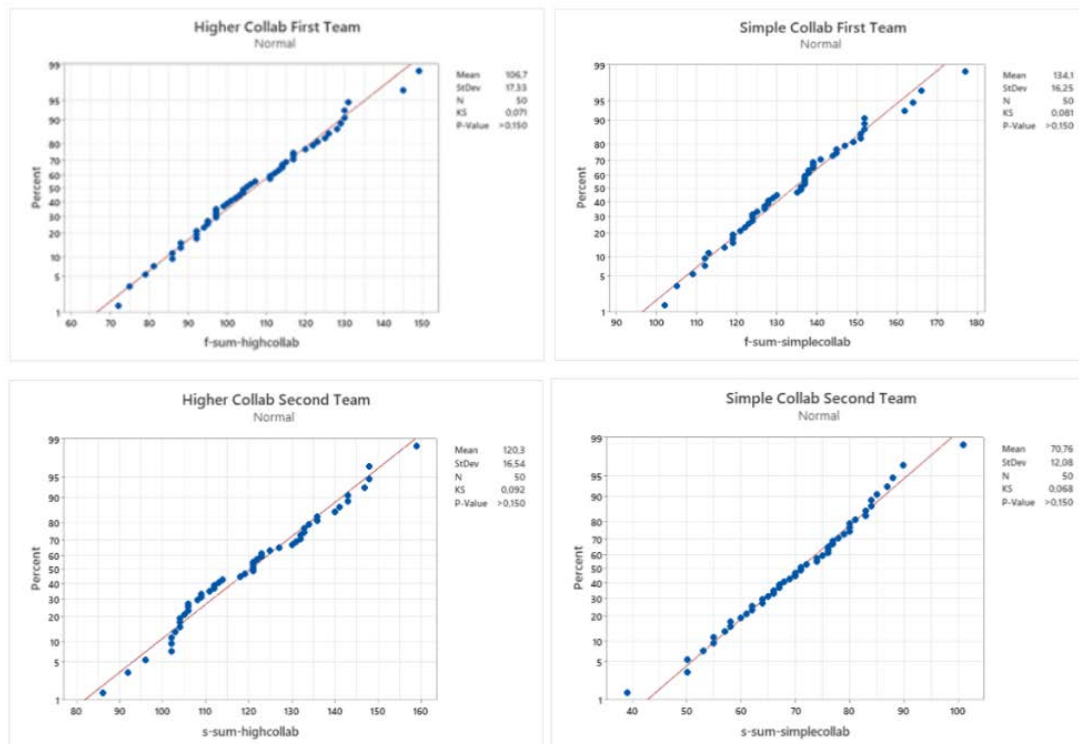 Higher Collab First Team
Normal
Percent
99
95
90
80
70
60
50
40
30
20
10
5
1
60 70 80 90 100 110 120 130 140 150
f-sum-highcollab
Mean 106,7
StDev 17,33
N 50
KS 0,071
P-Value >0,150
Simple Collab First Team
Normal
Percent
99
95
90
80
70
60
50
40
30
20
10
5
1
90 100 110 120 130 140 150 160 170 180
f-sum-simplecollab
Mean 134,1
StDev 16,25
N 50
KS 0,081
P-Value >0,150
Higher Collab Second Team
Normal
Percent
99
95
90
80
70
60
50
40
30
20
10
5
1
80 90 100 110 120 130 140 150 160
s-sum-highcollab
Mean 120,3
StDev 16,54
N 50
KS 0,092
P-Value >0,150
Simple Collab Second Team
Normal
Percent
99
95
90
80
70
60
50
40
30
20
10
5
1
40 50 60 70 80 90 100
s-sum-simplecollab
Mean 70,76
StDev 12,08
N 50
KS 0,068
P-Value >0,150